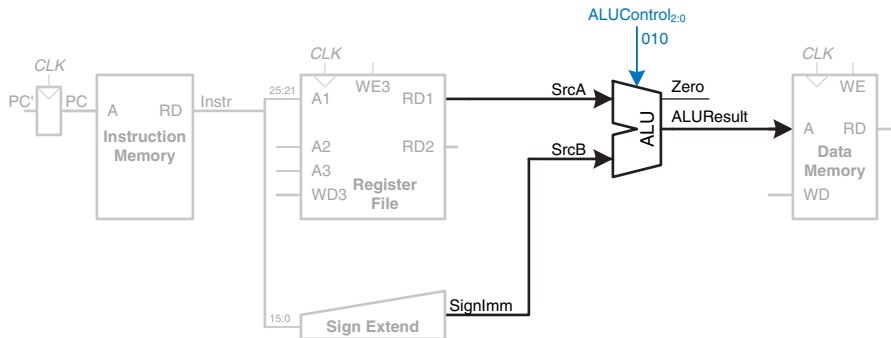 ALUControl2:0
010
CLK
CLK
CLK
PC'
PC
A
RD
Instr
Instruction
Memory
25:21
A1
WE3
RD1
A2
RD2
A3
WD3
Register
File
SrcA
SrcB
ALU
Zero
ALUResult
WE
A
RD
Data
Memory
WD
15:0
Sign Extend
SignImm